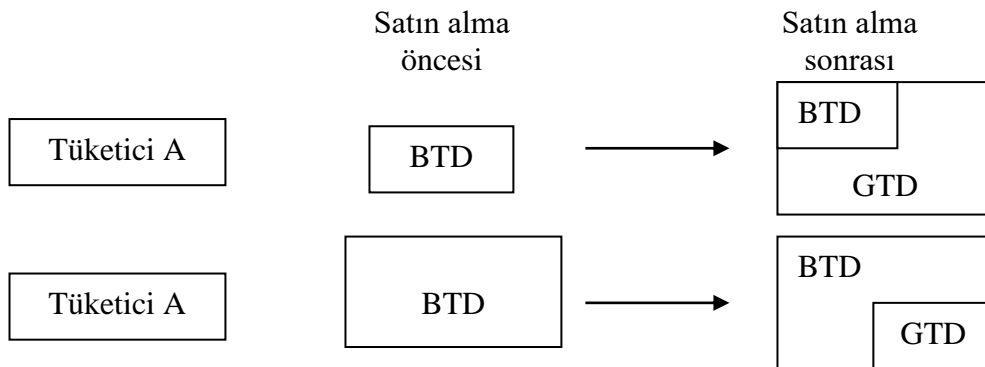 Satın alma
öncesi
Satın alma
sonrası
Tüketici A
BTD
BTD
GTD
Tüketici A
BTD
BTD
GTD